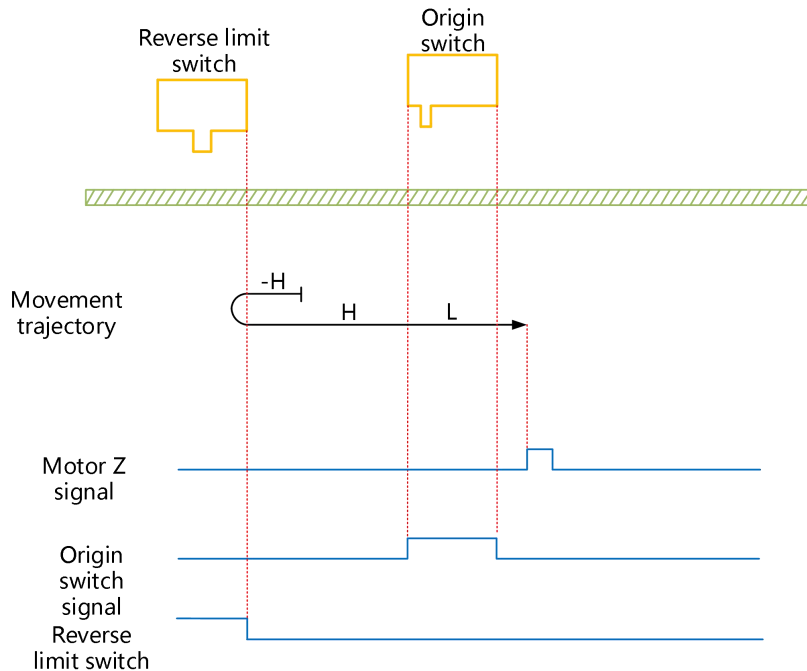 Origin
switch
Reverse limit
switch
-H
Movement
trajectory
H
L
Motor Z
signal
Origin
switch
signal
Reverse
limit switch